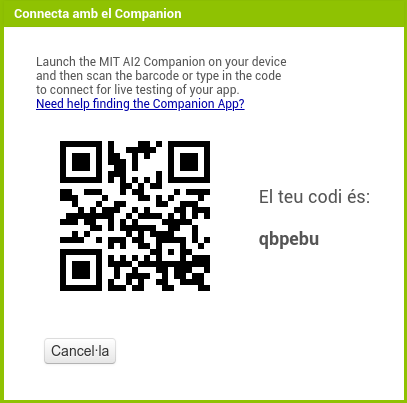 Connecta amb el Companion
Launch the MIT AI2 Companion on your device
and then scan the barcode or type in the code
to connect for live testing of your app.
Need help finding the Companion App?
El teu codi és:
qbpebu
Cancel·la